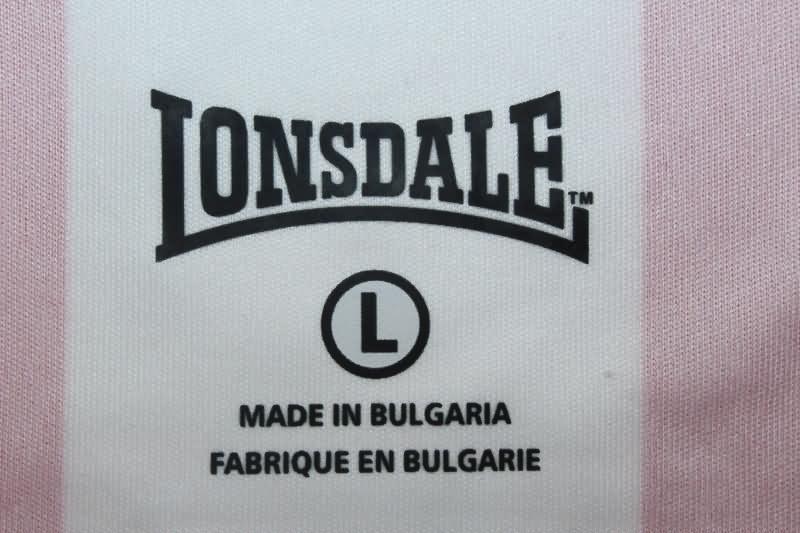 LONSDALE™
L
MADE IN BULGARIA
FABRIQUE EN BULGARIE